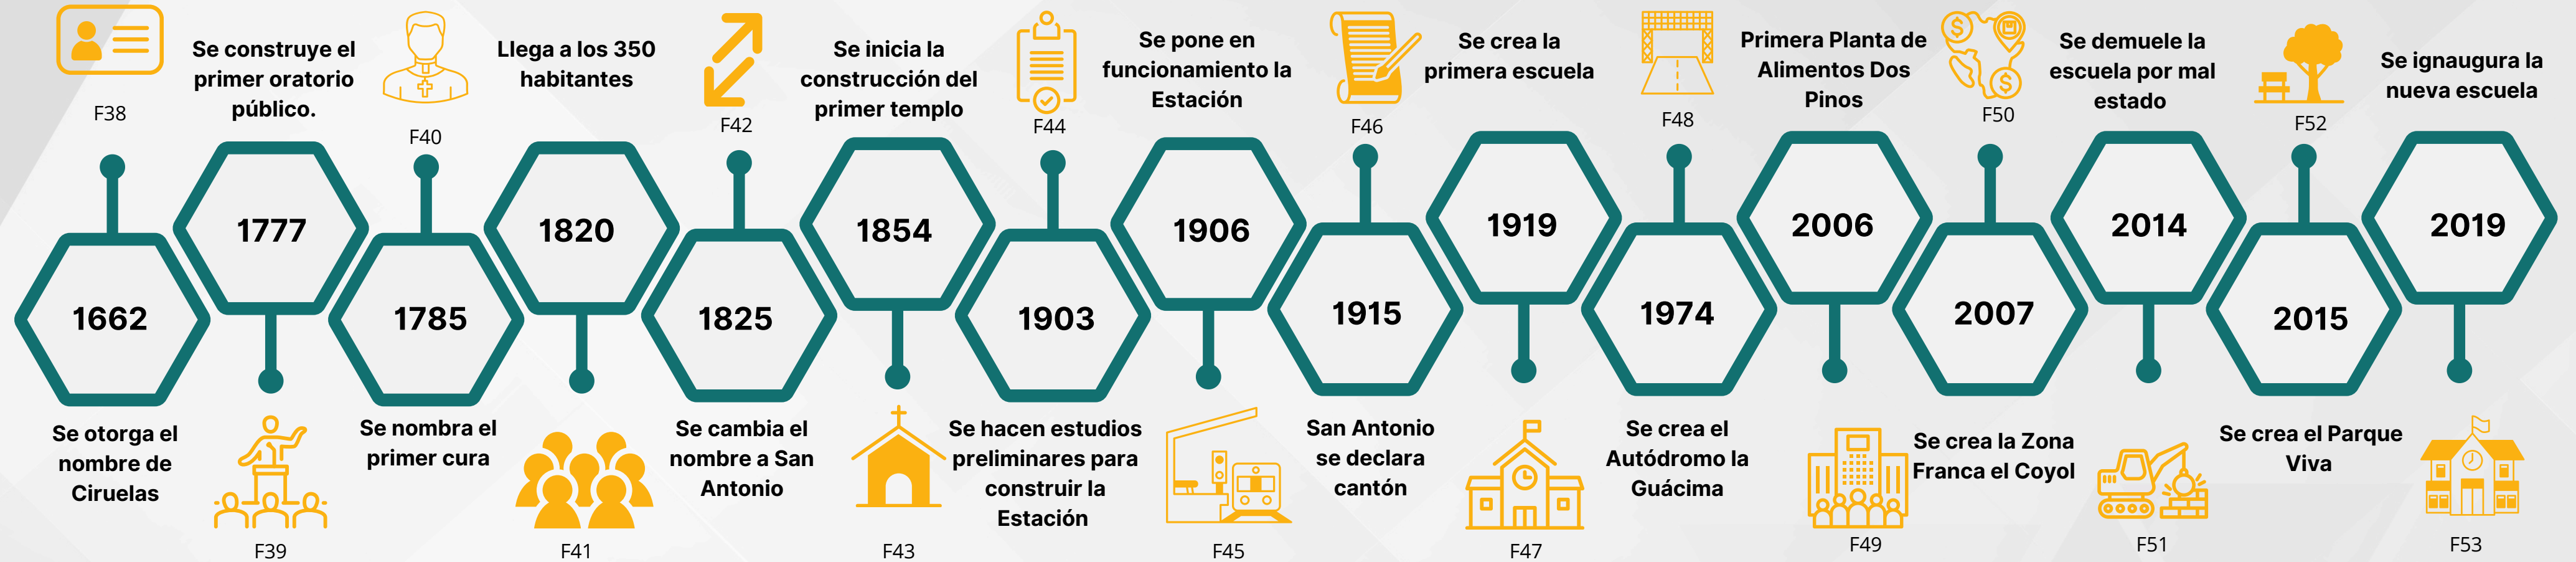 F38
1662
Se otorga el
nombre de
Ciruelas
Se construye el
primer oratorio
público.
1777
F39
F40
1785
Se nombra el
primer cura
Llega a los 350
habitantes
1820
F41
F42
1825
Se cambia el
nombre a San
Antonio
Se inicia la
construcción del
primer templo
1854
F43
F44
1903
Se hacen estudios
preliminares para
construir la
Estación
Se pone en
funcionamiento la
Estación
1906
F45
F46
1915
San Antonio
se declara
cantón
Se crea la
primera escuela
1919
F47
F48
1974
Se crea el
Autódromo la
Guácima
Primera Planta de
Alimentos Dos
Pinos
2006
F49
F50
2007
Se crea la Zona
Franca el Coyol
Se demuele la
escuela por mal
estado
2014
F51
F52
2015
Se crea el Parque
Viva
Se ignaugura la
nueva escuela
2019
F53